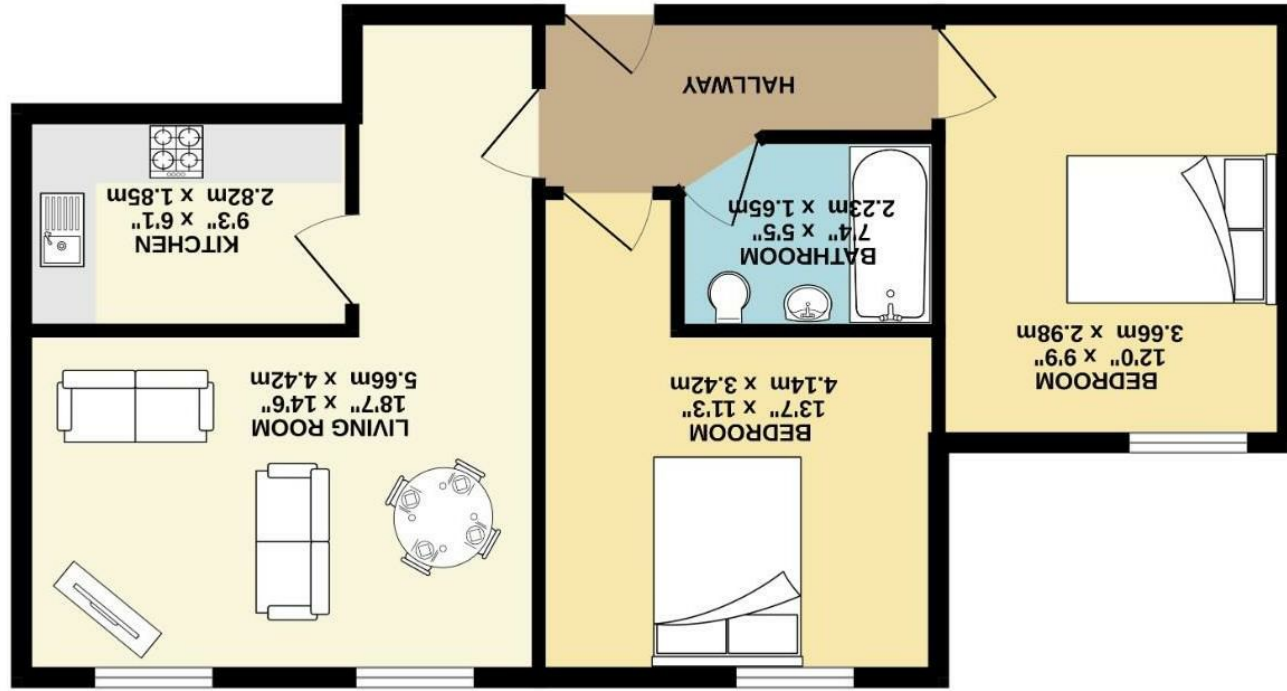 BEDROOM
12'0" x 9'9"
3.66m x 2.98m
BEDROOM
13'7" x 11'3"
4.14m x 3.42m
LIVING ROOM
18'7" x 14'6"
5.66m x 4.42m
BATHROOM
7'4" x 5'5"
2.23m x 1.65m
KITCHEN
9'3" x 6'1"
2.82m x 1.85m
HALLWAY